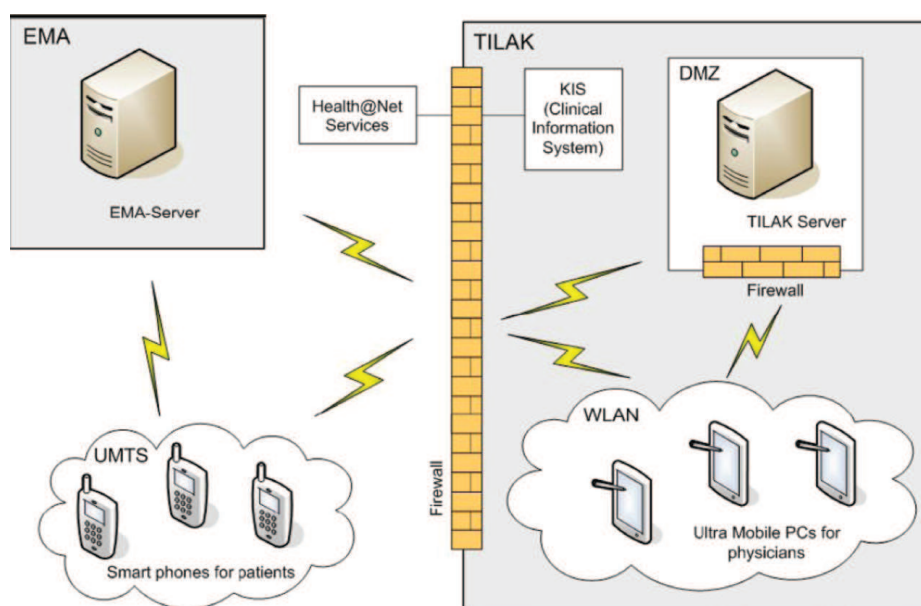 EMA
EMA-Server
Health@Net
Services
TILAK
KIS
(Clinical
Information
System)
DMZ
TILAK Server
Firewall
Firewall
UMTS
Smart phones for patients
WLAN
Ultra Mobile PCs for
physicians